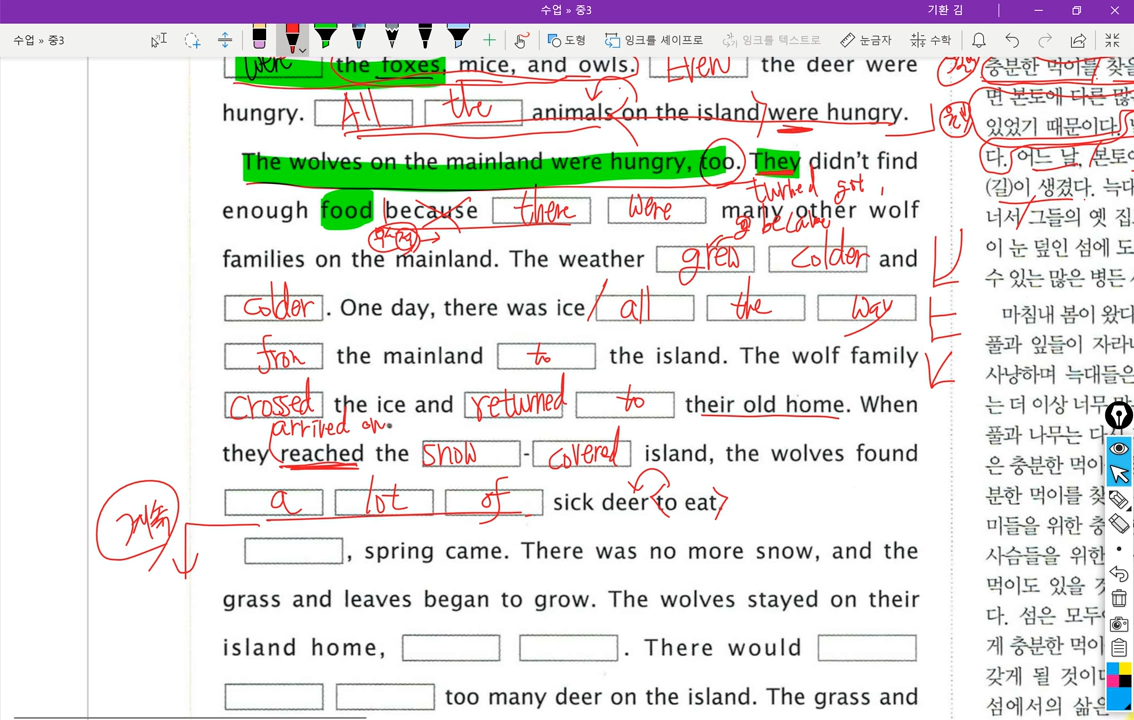 수업 » 중3
기환 김
수업 » 중3
도형
잉크를 셰이프로
잉크를 텍스트로
눈금자
수학
Were the foxes, mice, and owls. Even the deer were
hungry. All the animals on the island were hungry.
The wolves on the mainland were hungry, too. They didn't find
turned got,
enough food because there were many other wolf
became
families on the mainland. The weather grew colder and
colder. One day, there was ice all the way
from the mainland to the island. The wolf family
crossed the ice and returned to their old home. When
arrived on
they reached the snow-covered island, the wolves found
a lot of sick deer to eat.
, spring came. There was no more snow, and the
grass and leaves began to grow. The wolves stayed on their
island home, . There would
too many deer on the island. The grass and
충분한 먹이를 찾을
면 본토에 다른 많
있었기 때문이다.
다. 어느 날, 본토에
(길)이 생겼다. 늑대
너서 그들의 옛 집
이 눈 덮인 섬에 도
수 있는 많은 병든
마침내 봄이 왔다
풀과 잎들이 자라
사냥하며 늑대들은
는 더 이상 너무 많
풀과 나무는 다
은 충분한 먹이
분한 먹이를 찾
미들을 위한 충
사슴들을 위한
먹이도 있을 것
다. 섬은 모두
게 충분한 먹이
갖게 될 것이다
섬에서의 삶은